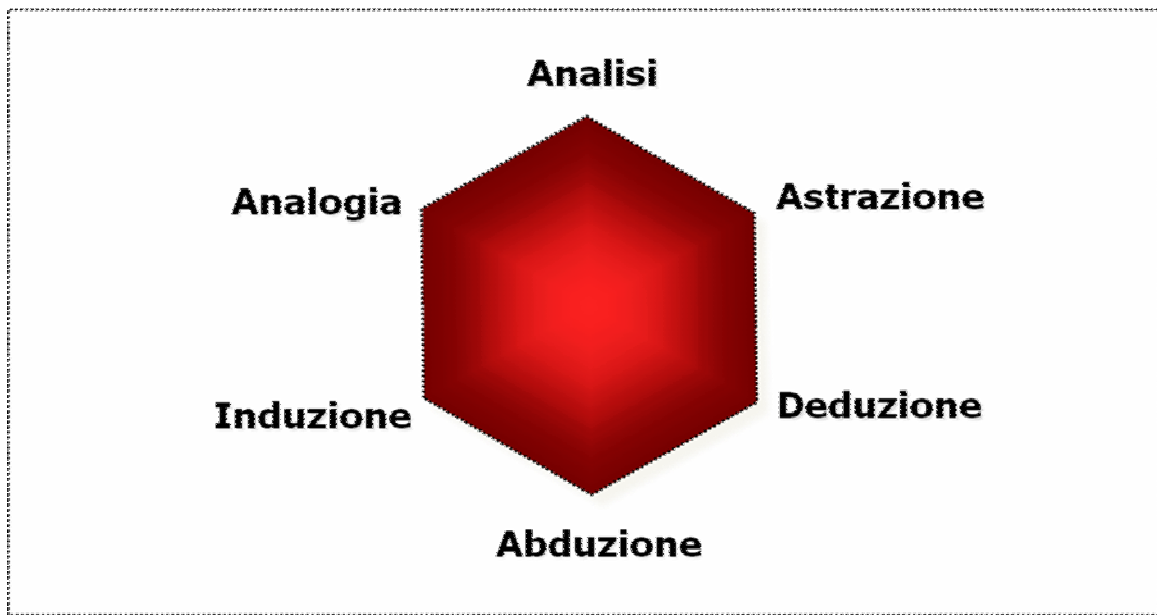 Analisi
Analogia
Astrazione
Induzione
Deduzione
Abduzione